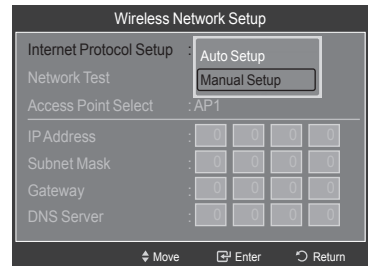 Wireless Network Setup
Internet Protocol Setup : Auto Setup
Manual Setup
Network Test
Access Point Select : AP1
IP Address : 0 0 0 0
Subnet Mask : 0 0 0 0
Gateway : 0 0 0 0
DNS Server : 0 0 0 0
Move Enter Return